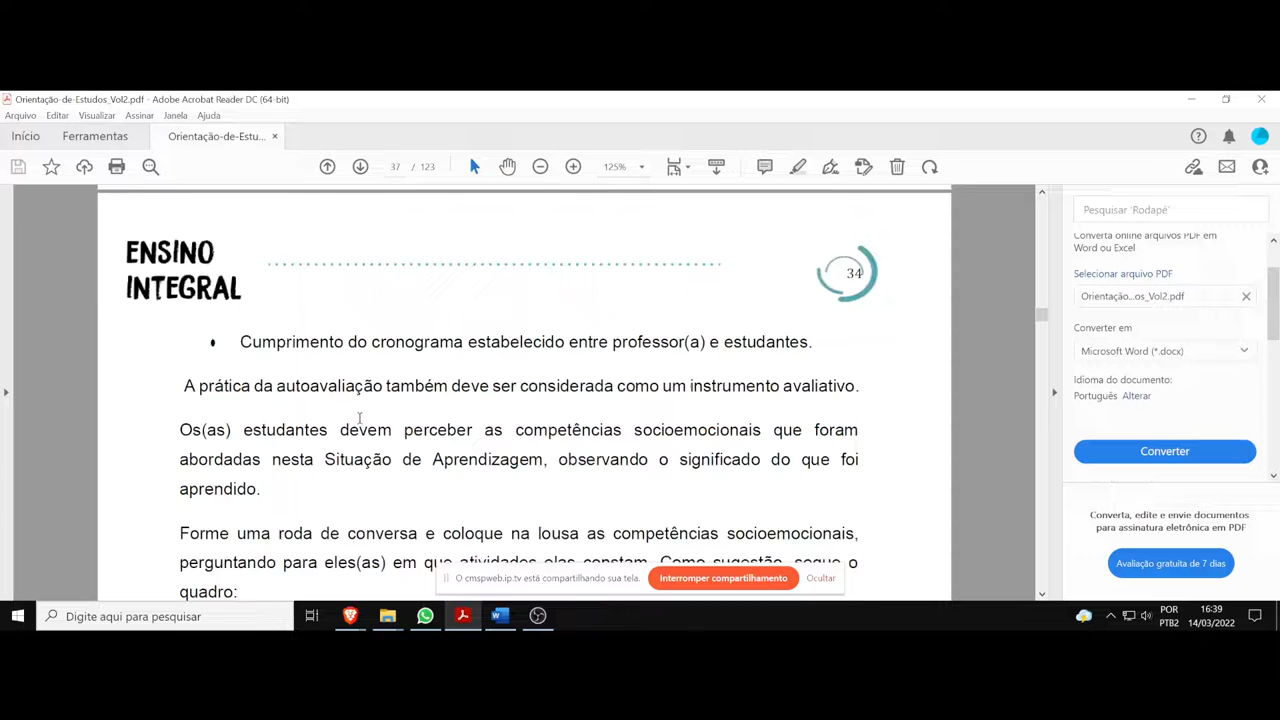 Orientação-de-Estudos_Vol2.pdf - Adobe Acrobat Reader DC (64-bit)
Arquivo Editar Visualizar Assinar Janela Ajuda
Início Ferramentas Orientação-de-Estu... ×
37 / 123 125%
Pesquisar 'Rodapé'
Converta online arquivos PDF em
Word ou Excel
Selecionar arquivo PDF
Orientação...os_Vol2.pdf
Converter em
Microsoft Word (*.docx)
Idioma do documento:
Português Alterar
Converter
Converta, edite e envie documentos
para assinatura eletrônica em PDF
Avaliação gratuita de 7 dias
ENSINO
INTEGRAL
34
• Cumprimento do cronograma estabelecido entre professor(a) e estudantes.
A prática da autoavaliação também deve ser considerada como um instrumento avaliativo.
Os(as) estudantes devem perceber as competências socioemocionais que foram
abordadas nesta Situação de Aprendizagem, observando o significado do que foi
aprendido.
Forme uma roda de conversa e coloque na lousa as competências socioemocionais,
perguntando para eles(as) em que atividades elas constam. Como sugestão, segue o
quadro:
O cmspweb.ip.tv está compartilhando sua tela. Interromper compartilhamento Ocultar
Digite aqui para pesquisar
POR
PTB2
16:39
14/03/2022